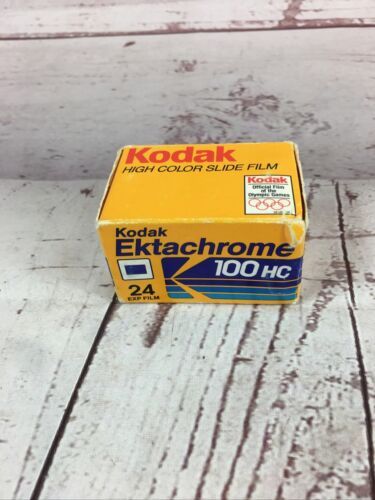 Kodak
HIGH COLOR SLIDE FILM
Kodak
Official Film
of the
Olympic Games
Kodak
Ektachrome
100 HC
24
EXP FILM